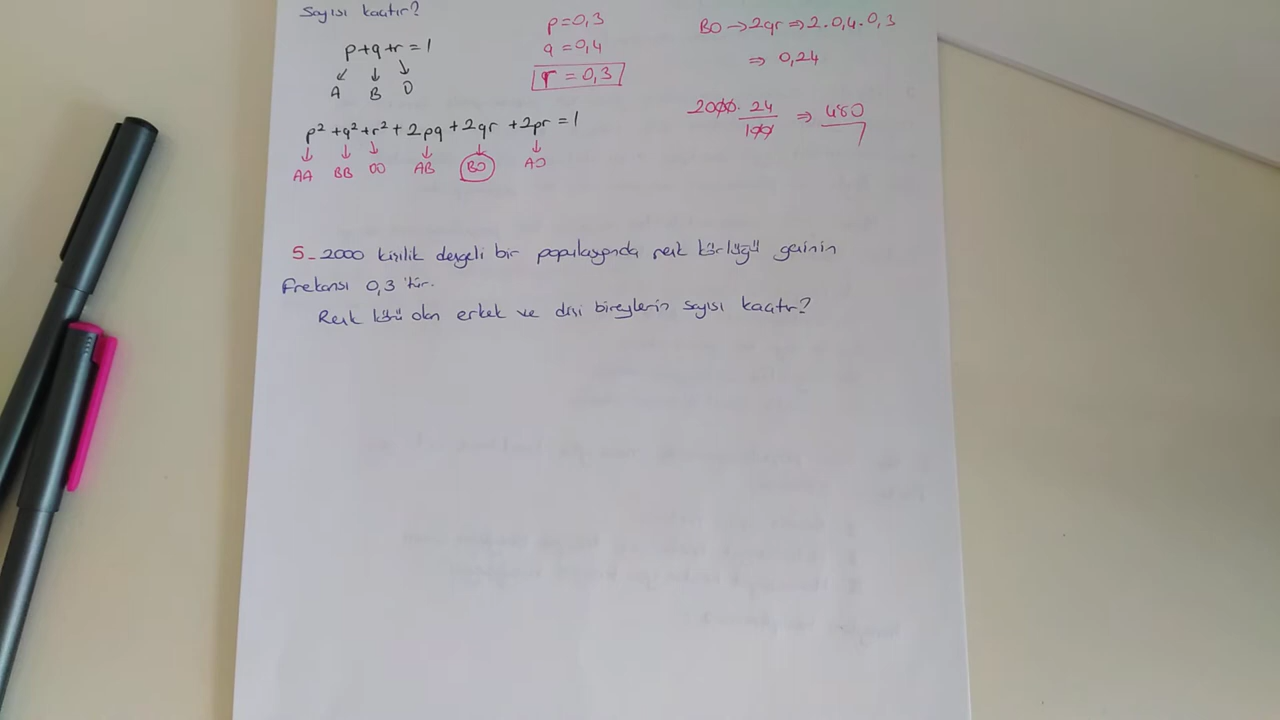 Sayısı kaçtır?
p+q+r=1
A B O
p=0,3
q=0,4
r=0,3
BO→2qr⇒2.0,4.0,3
⇒ 0,24
2000. 24/100 ⇒ 480
p²+q²+r²+2pq+2qr+2pr=1
AA BB OO AB BO AO
5_2000 kişilik dengeli bir populasyonda renk körlüğü geninin
frekansı 0,3'tür.
Renk körü olan erkek ve dişi bireylerin sayısı kaçtır?